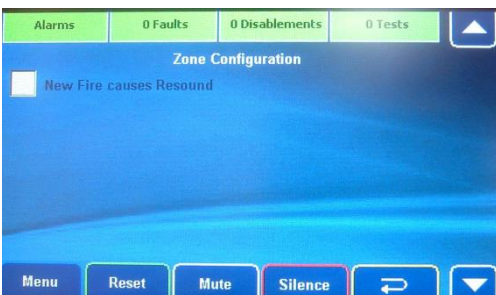 Alarms 0 Faults 0 Disablements 0 Tests
Zone Configuration
New Fire causes Resound
Menu Reset Mute Silence